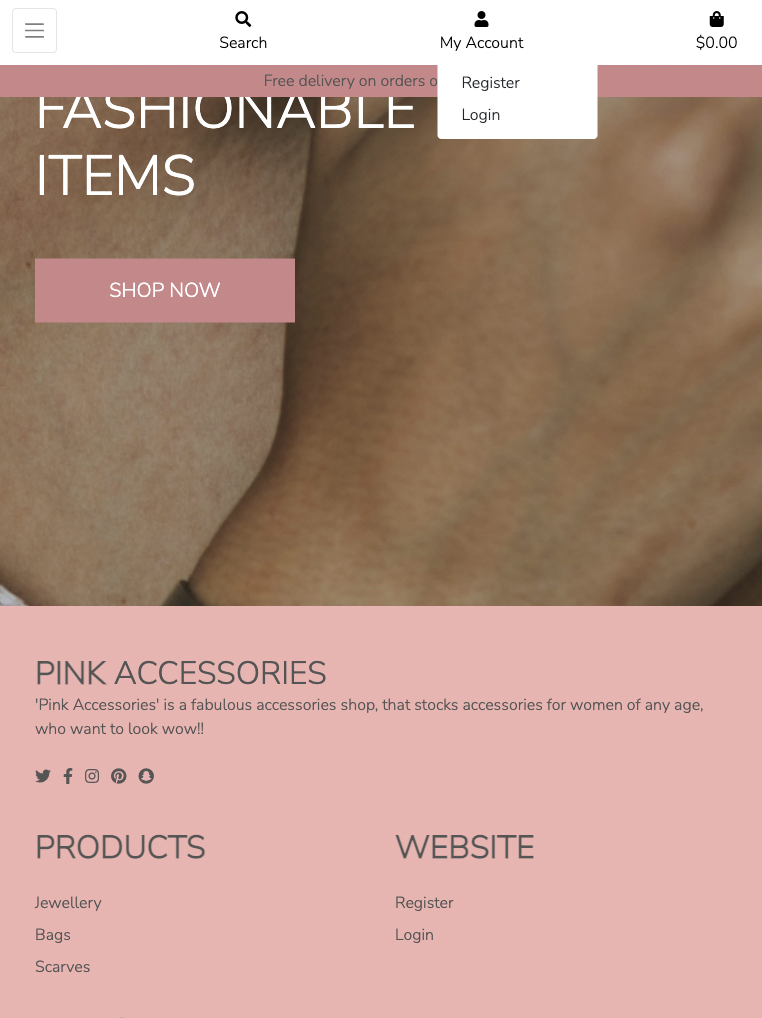 Search
My Account
$0.00
Free delivery on orders o
Register
Login
FASHIONABLE
ITEMS
SHOP NOW
PINK ACCESSORIES
'Pink Accessories' is a fabulous accessories shop, that stocks accessories for women of any age,
who want to look wow!!
PRODUCTS
WEBSITE
Jewellery
Register
Bags
Login
Scarves